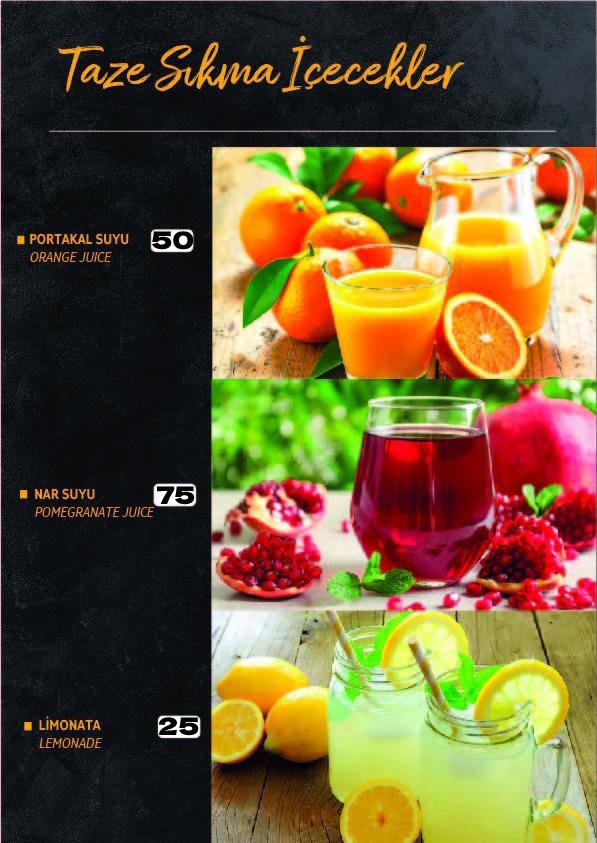 Taze Sıkma İçecekler
PORTAKAL SUYU 50
ORANGE JUICE
NAR SUYU 75
POMEGRANATE JUICE
LİMONATA 25
LEMONADE